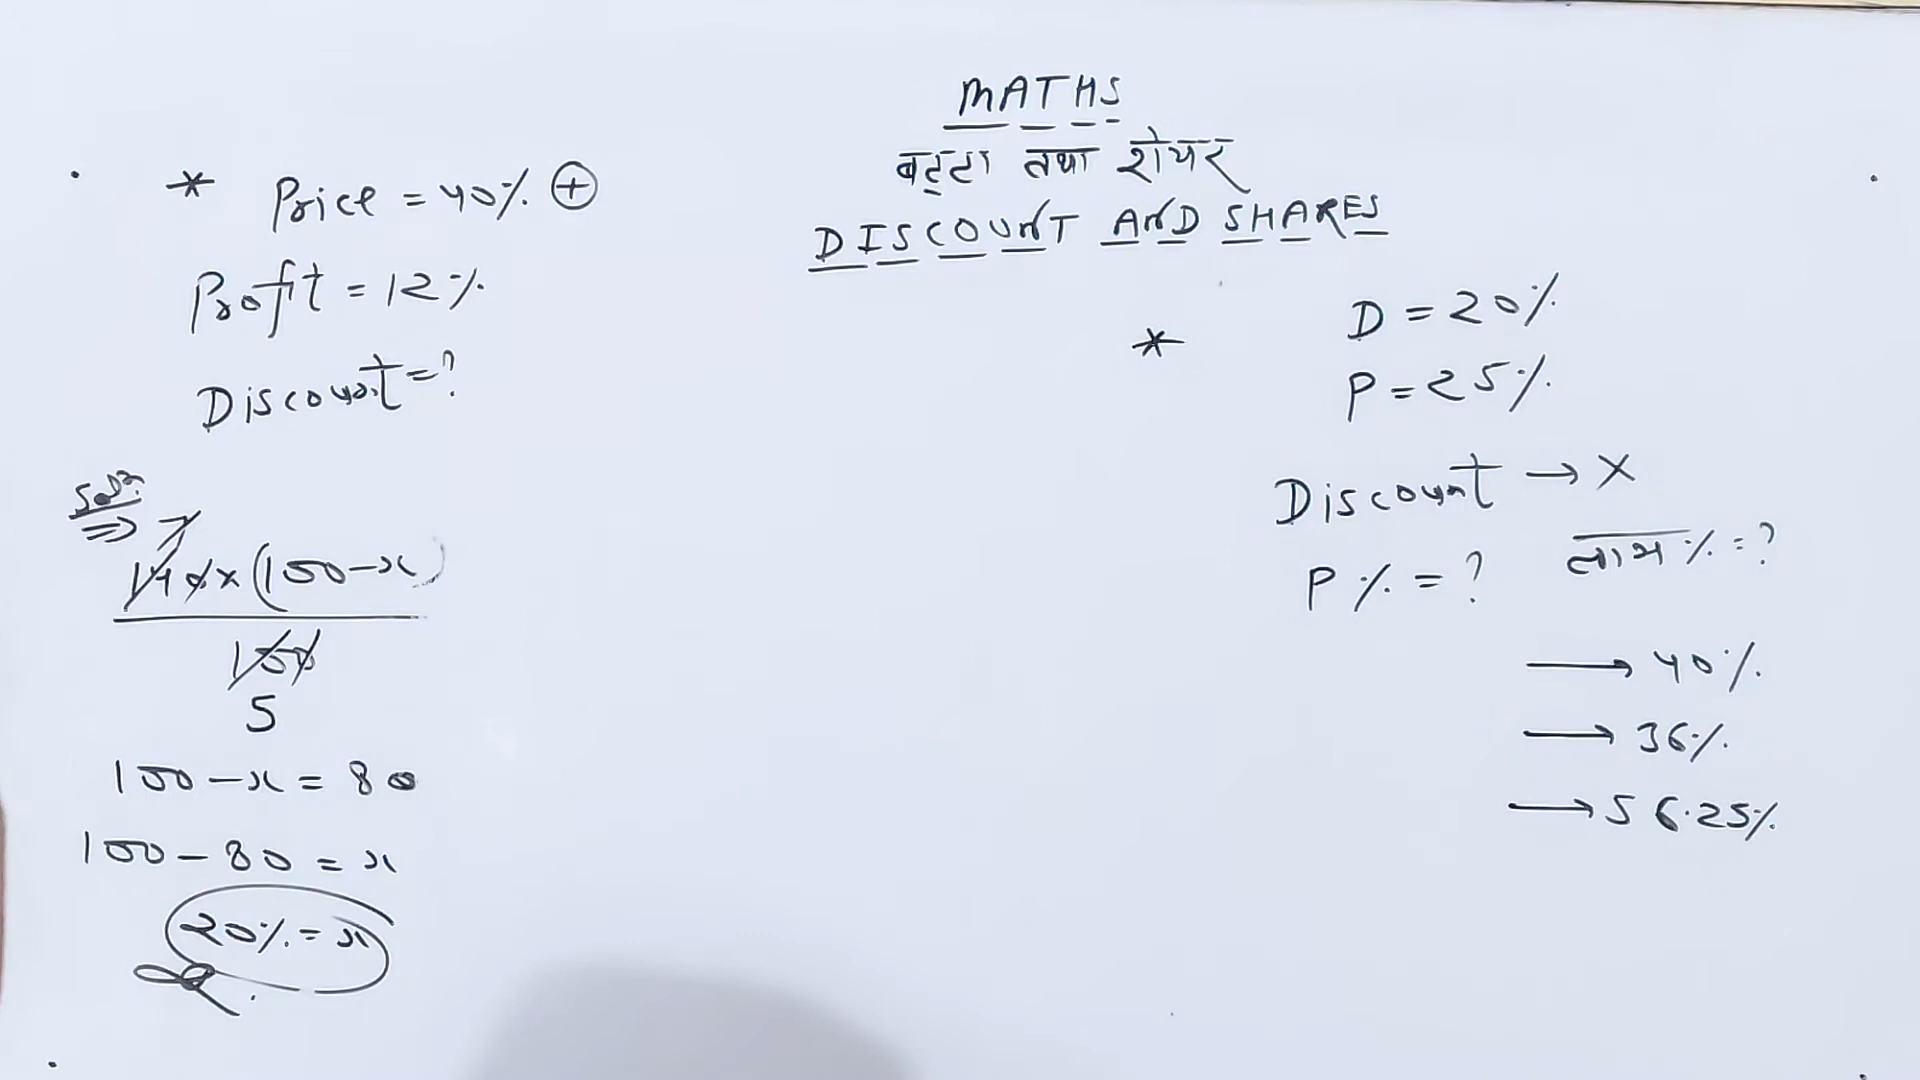 MATHS
बट्टा तथा शेयर
DISCOUNT AND SHARES
* Price = 40% ⊕
Profit = 12%
Discount = ?
Solⁿ.
⇒ 7
140 x (100-x)
100
5
100 - x = 80
100 - 80 = x
20% = x
* D = 20%
P = 25%
Discount → X
P % = ? लाभ % = ?
→ 40%
→ 36%
→ 56.25%